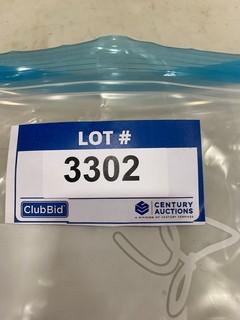 LOT #
3302
ClubBid
CENTURY
AUCTIONS
A DIVISION OF CENTURY SERVICES